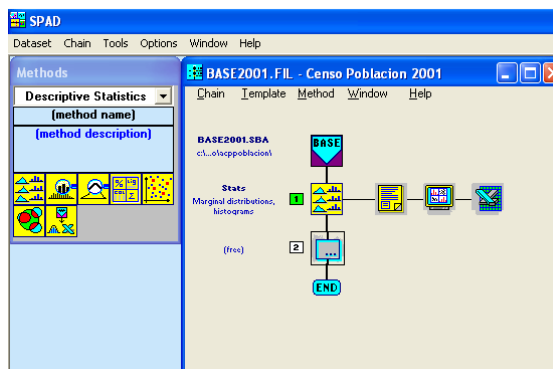 SPAD
Dataset Chain Tools Options Window Help
Methods
Descriptive Statistics
(method name)
(method description)
BASE2001.FIL - Censo Poblacion 2001
Chain Template Method Window Help
BASE2001.SBA
c:\...o\acppoblacion\
BASE
Stats
Marginal distributions,
histograms
1
(free)
2
...
END